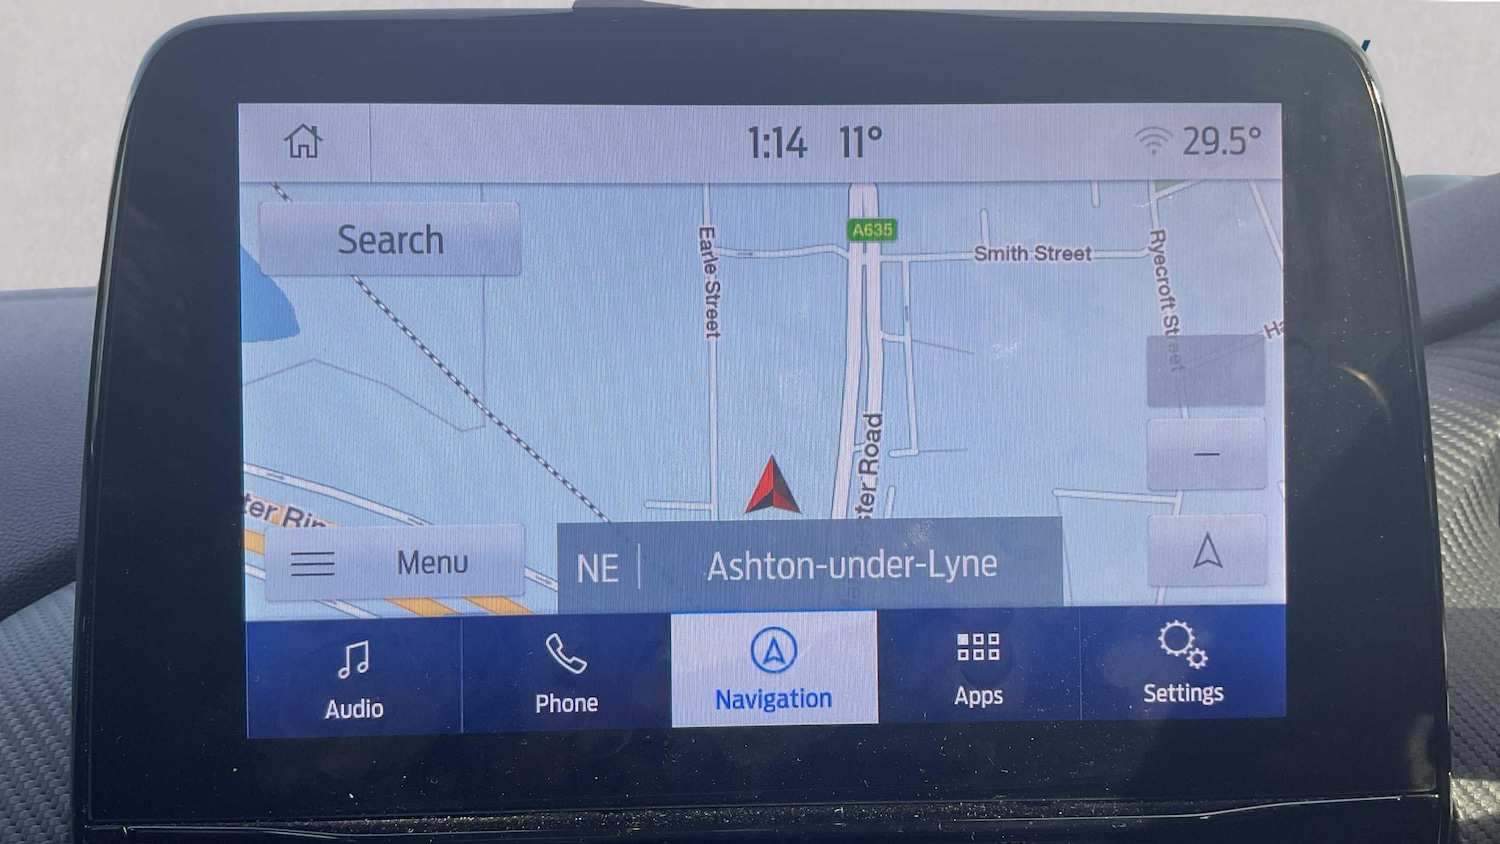 1:14 11° 29.5°
Search
A635
Earle Street
Smith Street
Ryecroft Street
Road
Menu
NE Ashton-under-Lyne
Audio
Phone
Navigation
Apps
Settings